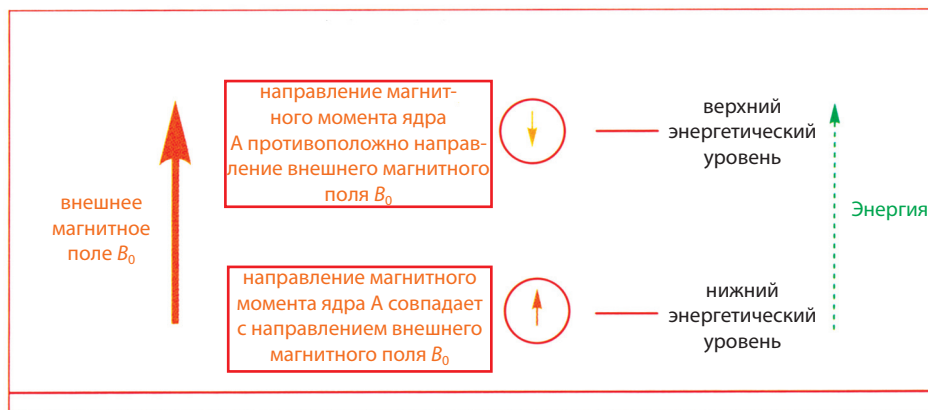 направление магнит-
ного момента ядра
А противоположно направ-
ление внешнего магнитного
поля B₀
верхний
энергетический
уровень
внешнее
магнитное
поле B₀
Энергия
направление магнитного
момента ядра А совпадает
с направлением внешнего
магнитного поля B₀
нижний
энергетический
уровень